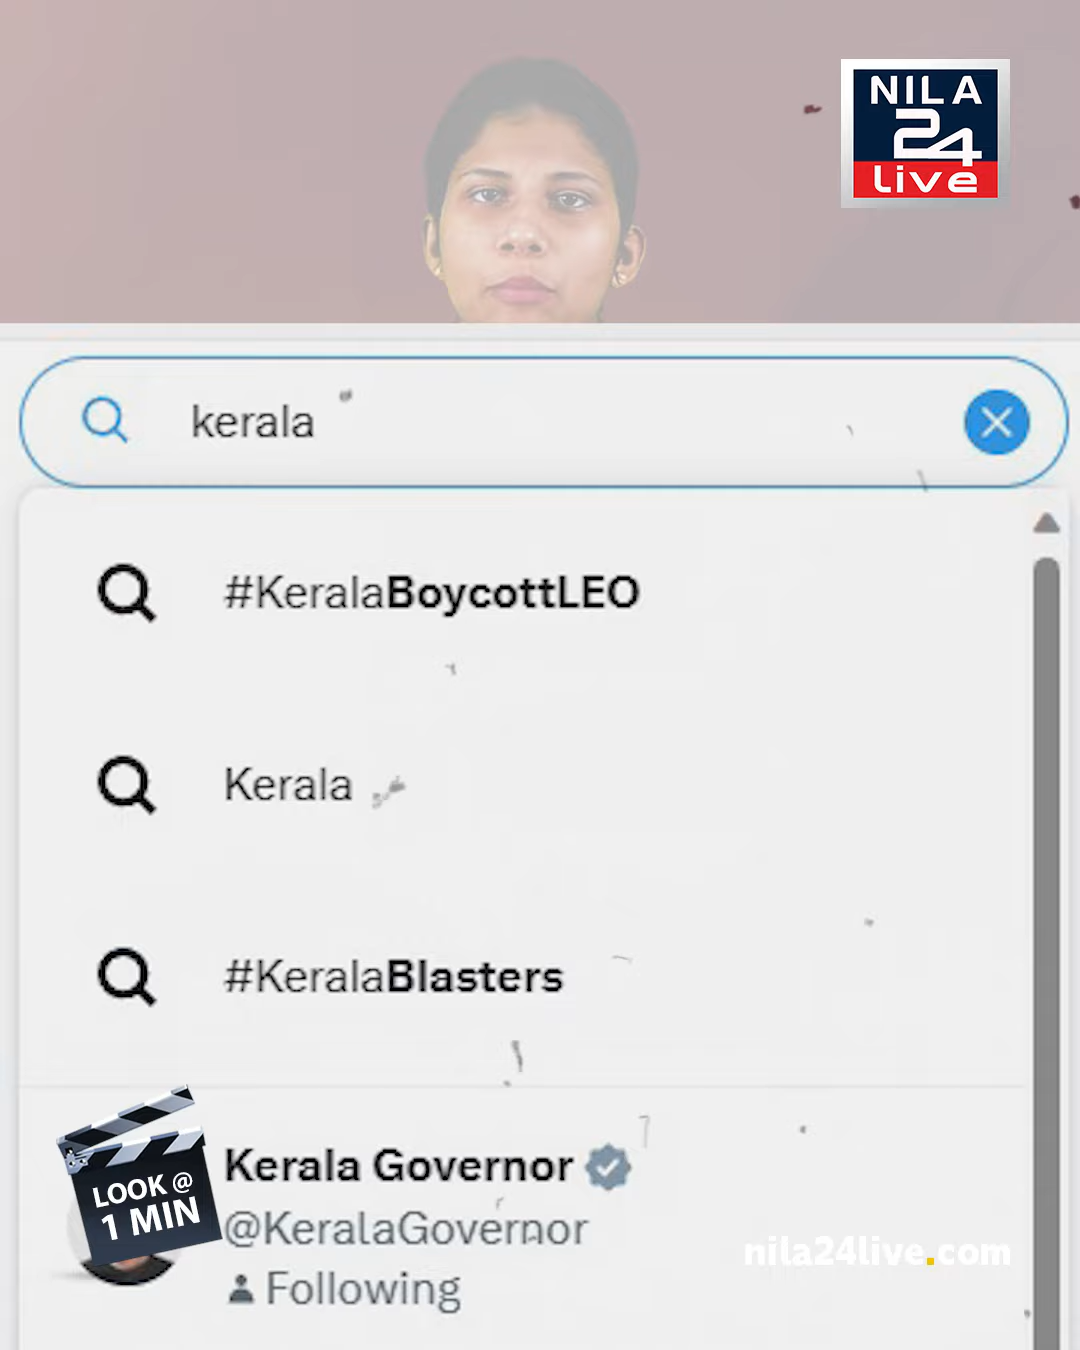 NILA
24
Live
kerala
#KeralaBoycottLEO
Kerala
#KeralaBlasters
Kerala Governor
@KeralaGovernor
Following
LOOK @
1 MIN
nila24live.com